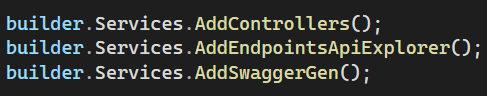 builder.Services.AddControllers();
builder.Services.AddEndpointsApiExplorer();
builder.Services.AddSwaggerGen();